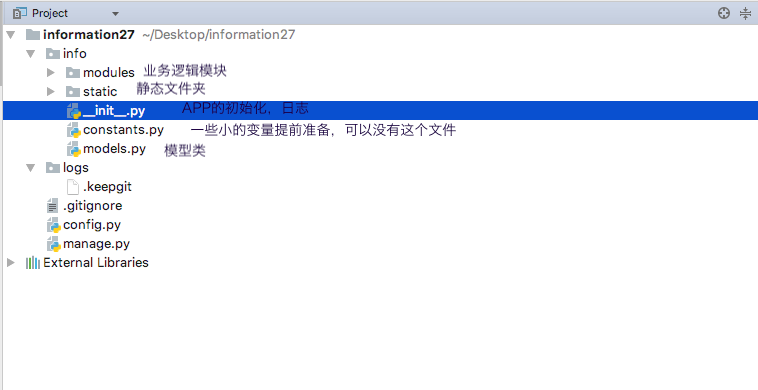 Project
information27 ~/Desktop/information27
info
modules 业务逻辑模块
static 静态文件夹
__init__.py APP的初始化、日志
constants.py 一些小的变量提前准备，可以没有这个文件
models.py 模型类
logs
.keepgit
.gitignore
config.py
manage.py
External Libraries